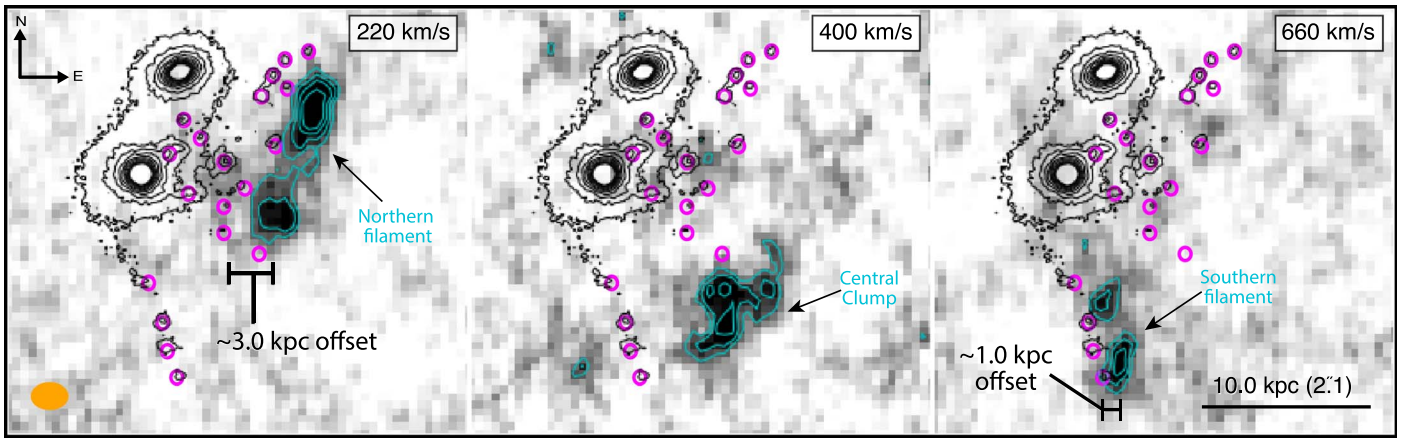 N
E
220 km/s
Northern
filament
~3.0 kpc offset
400 km/s
Central
Clump
660 km/s
Southern
filament
~1.0 kpc
offset
10.0 kpc (2″.1)